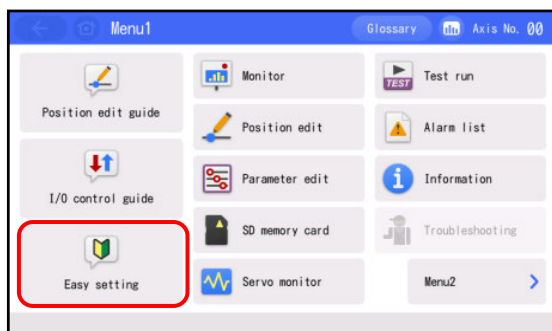 Menu1
Glossary
Axis No. 00
Position edit guide
I/O control guide
Easy setting
Monitor
Position edit
Parameter edit
SD memory card
Servo monitor
TEST
Test run
Alarm list
Information
Troubleshooting
Menu2